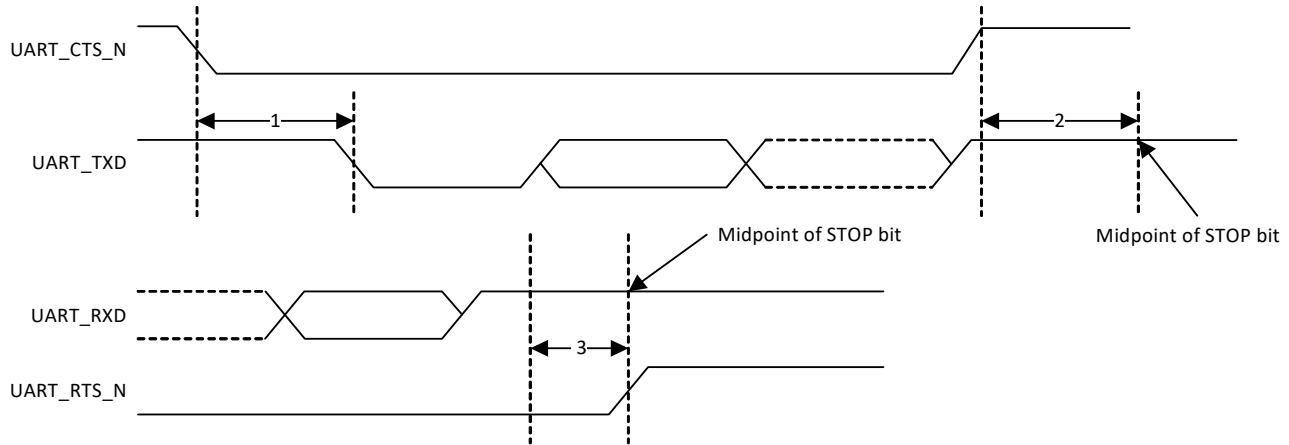 UART_CTS_N
1
2
UART_TXD
Midpoint of STOP bit
Midpoint of STOP bit
UART_RXD
3
UART_RTS_N